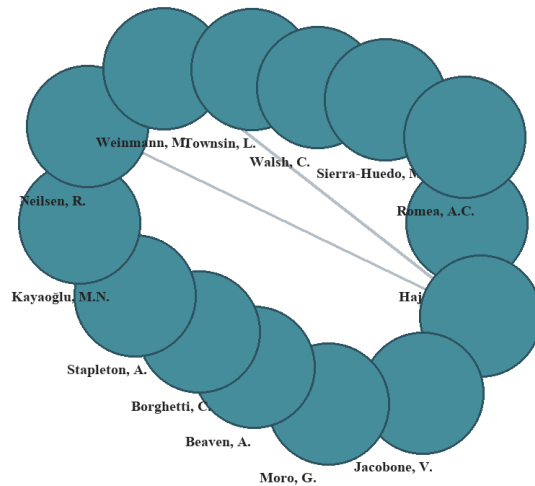 Weinmann, M.
Townsin, L.
Walsh, C.
Sierra-Huedo, M
Neilsen, R.
Romea, A.C.
Kayaoğlu, M.N.
Haj
Stapleton, A.
Borghetti, C.
Beaven, A.
Jacobone, V.
Moro, G.